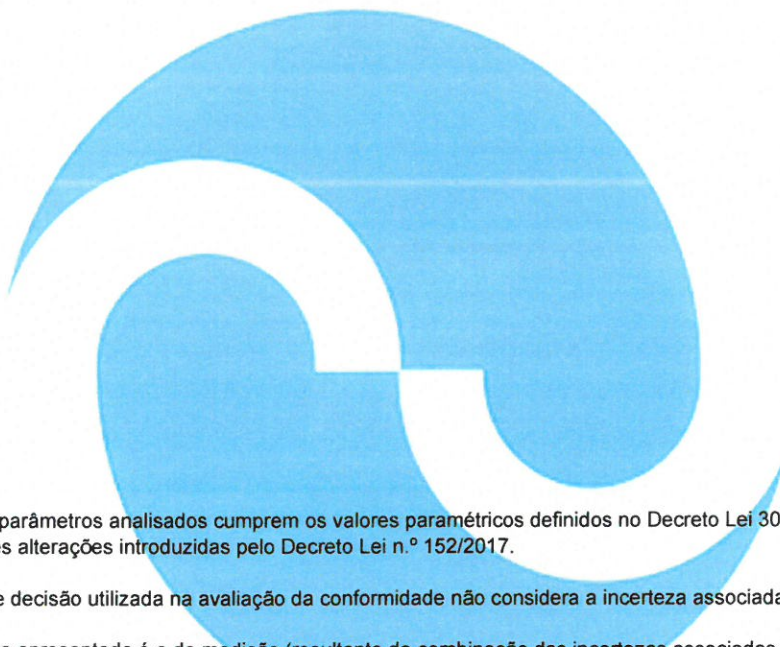 parâmetros analisados cumprem os valores paramétricos definidos no Decreto Lei 30
es alterações introduzidas pelo Decreto Lei n.º 152/2017.
e decisão utilizada na avaliação da conformidade não considera a incerteza associada